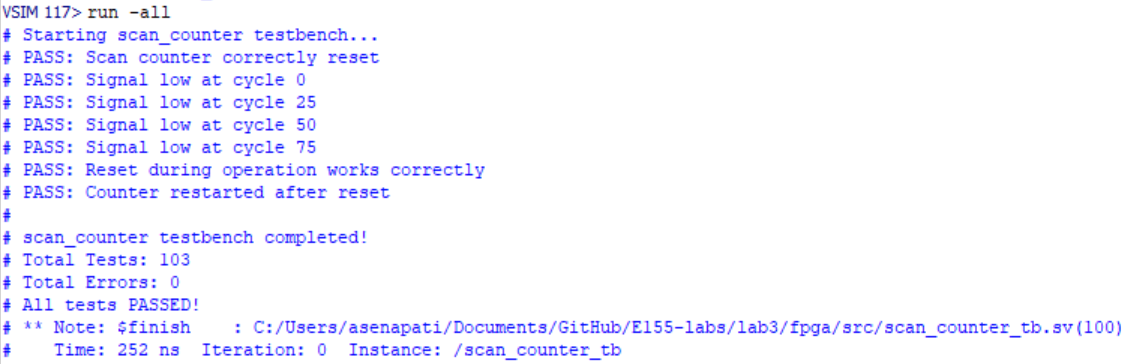 VSIM 117> run -all
# Starting scan_counter testbench...
# PASS: Scan counter correctly reset
# PASS: Signal low at cycle 0
# PASS: Signal low at cycle 25
# PASS: Signal low at cycle 50
# PASS: Signal low at cycle 75
# PASS: Reset during operation works correctly
# PASS: Counter restarted after reset
#
# scan_counter testbench completed!
# Total Tests: 103
# Total Errors: 0
# All tests PASSED!
# ** Note: $finish    : C:/Users/asenapati/Documents/GitHub/E155-labs/lab3/fpga/src/scan_counter_tb.sv(100)
#    Time: 252 ns  Iteration: 0  Instance: /scan_counter_tb